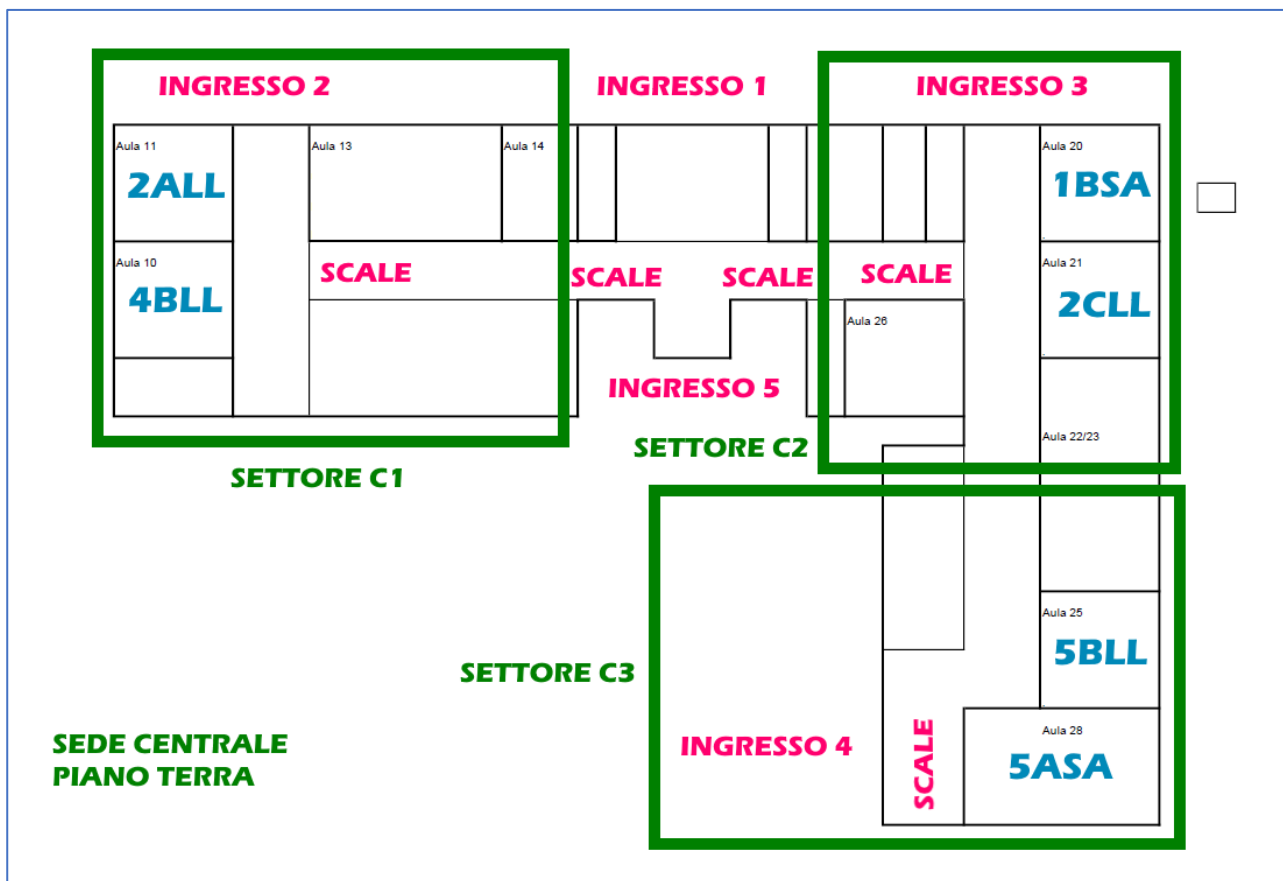 INGRESSO 2
INGRESSO 1
INGRESSO 3
Aula 11
Aula 13
Aula 14
Aula 20
2ALL
1BSA
Aula 10
Aula 21
SCALE
SCALE
SCALE
SCALE
4BLL
2CLL
Aula 26
INGRESSO 5
SETTORE C2
Aula 22/23
SETTORE C1
Aula 25
5BLL
SETTORE C3
Aula 28
SEDE CENTRALE
PIANO TERRA
INGRESSO 4
SCALE
5ASA